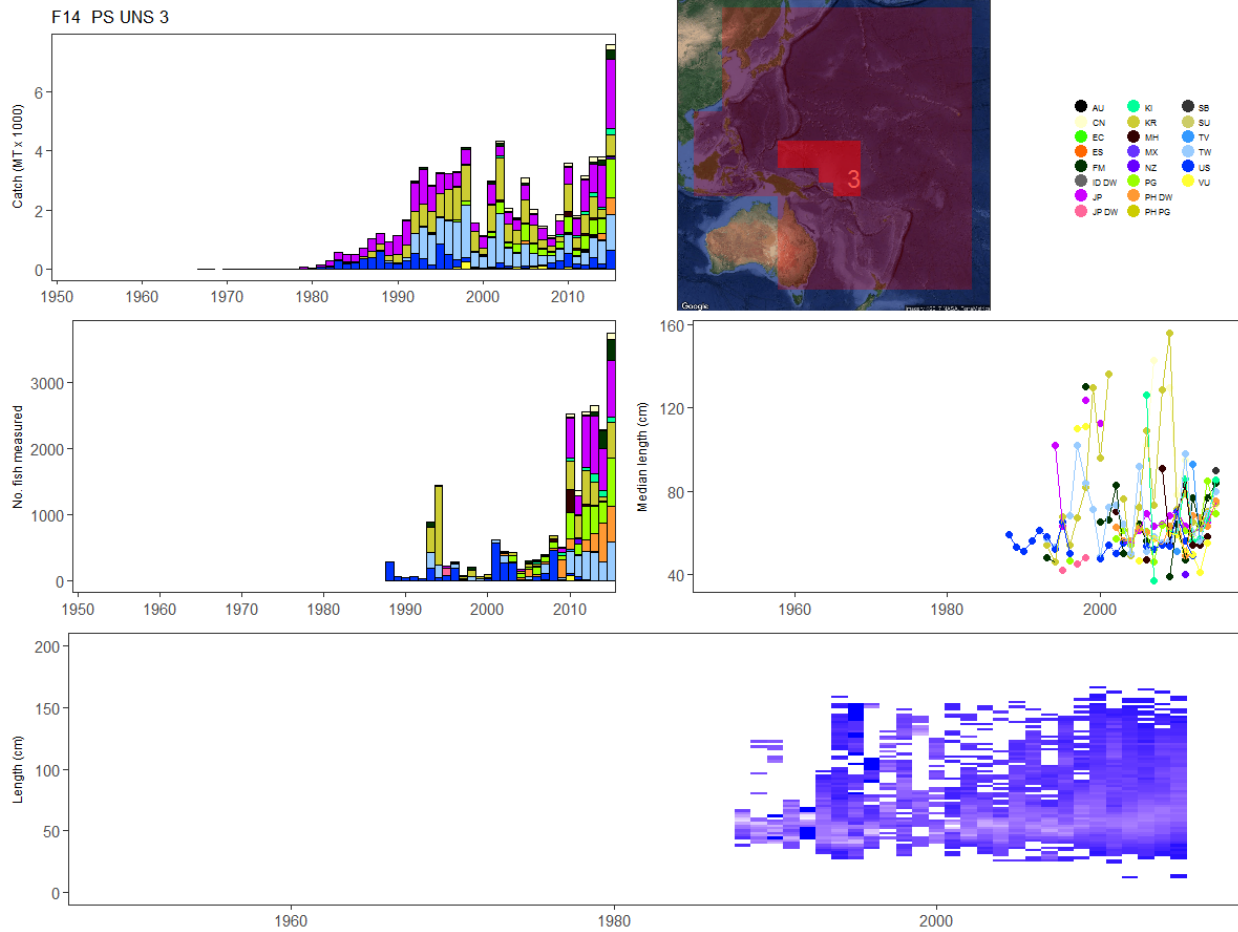 F14 PS UNS 3
Catch (MT x 1000)
6
4
2
0
1950 1960 1970 1980 1990 2000 2010
3
Google
AU KI SB
CN KR SU
EC MH TV
ES MX TW
FM NZ US
ID DW PG VU
JP PH DW
JP DW PH PG
No. fish measured
3000
2000
1000
0
1950 1960 1970 1980 1990 2000 2010
Median length (cm)
160
120
80
40
1960 1980 2000
Length (cm)
200
150
100
50
0
1960 1980 2000